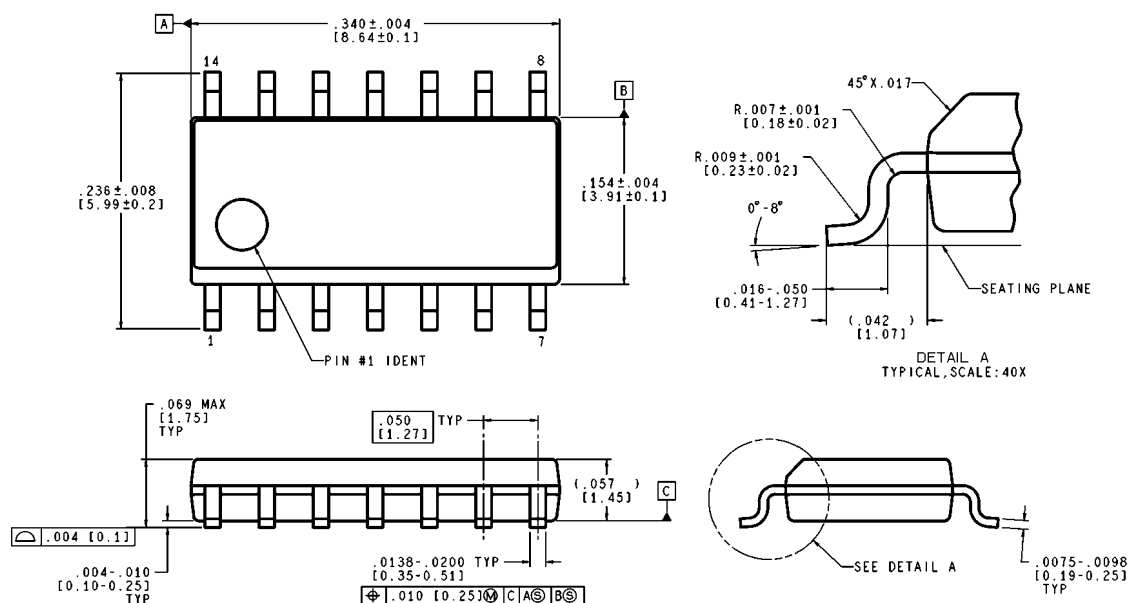 A
.340±.004
[8.64±0.1]
14
8
B
.236±.008
[5.99±0.2]
.154±.004
[3.91±0.1]
1
7
PIN #1 IDENT
45°X.017
R.007±.001
[0.18±0.02]
R.009±.001
[0.23±0.02]
0°-8°
SEATING PLANE
.016-.050
[0.41-1.27]
(.042)
[1.07]
DETAIL A
TYPICAL,SCALE:40X
.069 MAX
[1.75]
TYP
.050 TYP
[1.27]
(.057)
[1.45]
C
.004 [0.1]
.004-.010
[0.10-0.25]
TYP
.0138-.0200 TYP
[0.35-0.51]
⌖ .010 [0.25]Ⓜ C AⓈ BⓈ
SEE DETAIL A
.0075-.0098
[0.19-0.25]
TYP